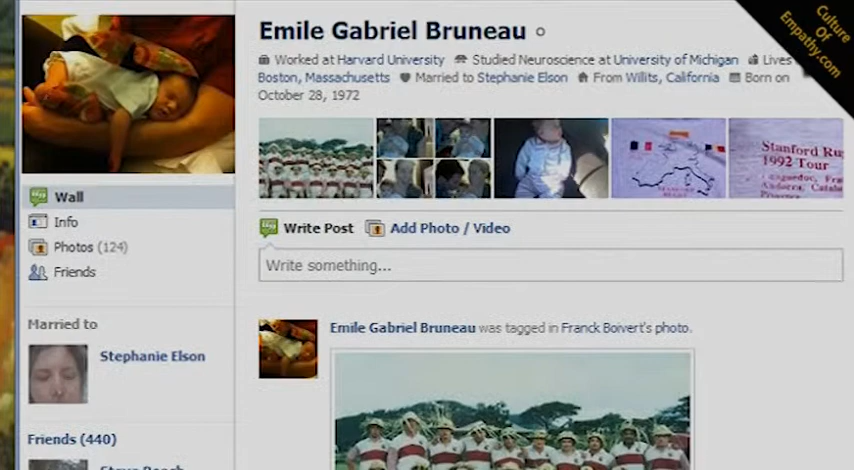 Culture
Of
Empathy.com
Emile Gabriel Bruneau
Worked at Harvard University Studied Neuroscience at University of Michigan Lives
Boston, Massachusetts Married to Stephanie Elson From Willits, California Born on
October 28, 1972
Stanford Ru
1992 Tour
Wall
Info
Photos (124)
Friends
Write Post Add Photo / Video
Write something...
Married to
Stephanie Elson
Emile Gabriel Bruneau was tagged in Franck Boivert's photo.
Friends (440)